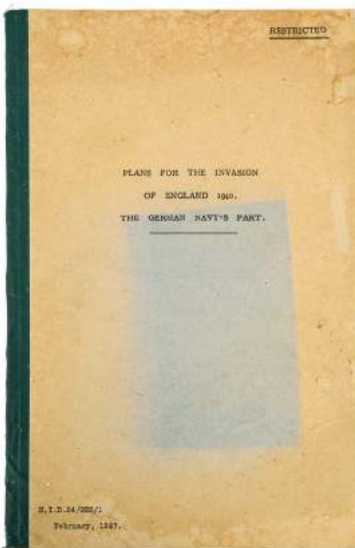 RESTRICTED
PLANS FOR THE INVASION
OF ENGLAND 1940.
THE GERMAN NAVY'S PART.
N.I.D.24/GHS/1
February, 1947.